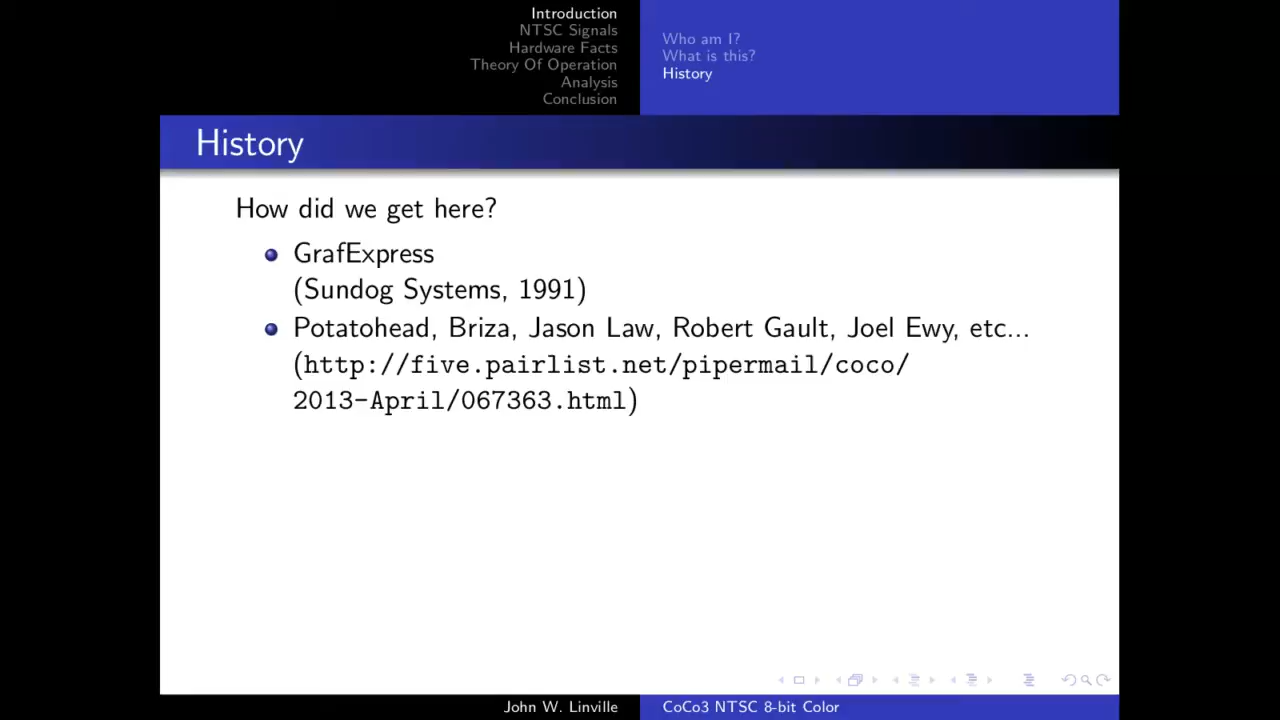 Introduction
NTSC Signals
Hardware Facts
Theory Of Operation
Analysis
Conclusion
Who am I?
What is this?
History
History
How did we get here?
GrafExpress
(Sundog Systems, 1991)
Potatohead, Briza, Jason Law, Robert Gault, Joel Ewy, etc...
(http://five.pairlist.net/pipermail/coco/
2013-April/067363.html)
John W. Linville
CoCo3 NTSC 8-bit Color